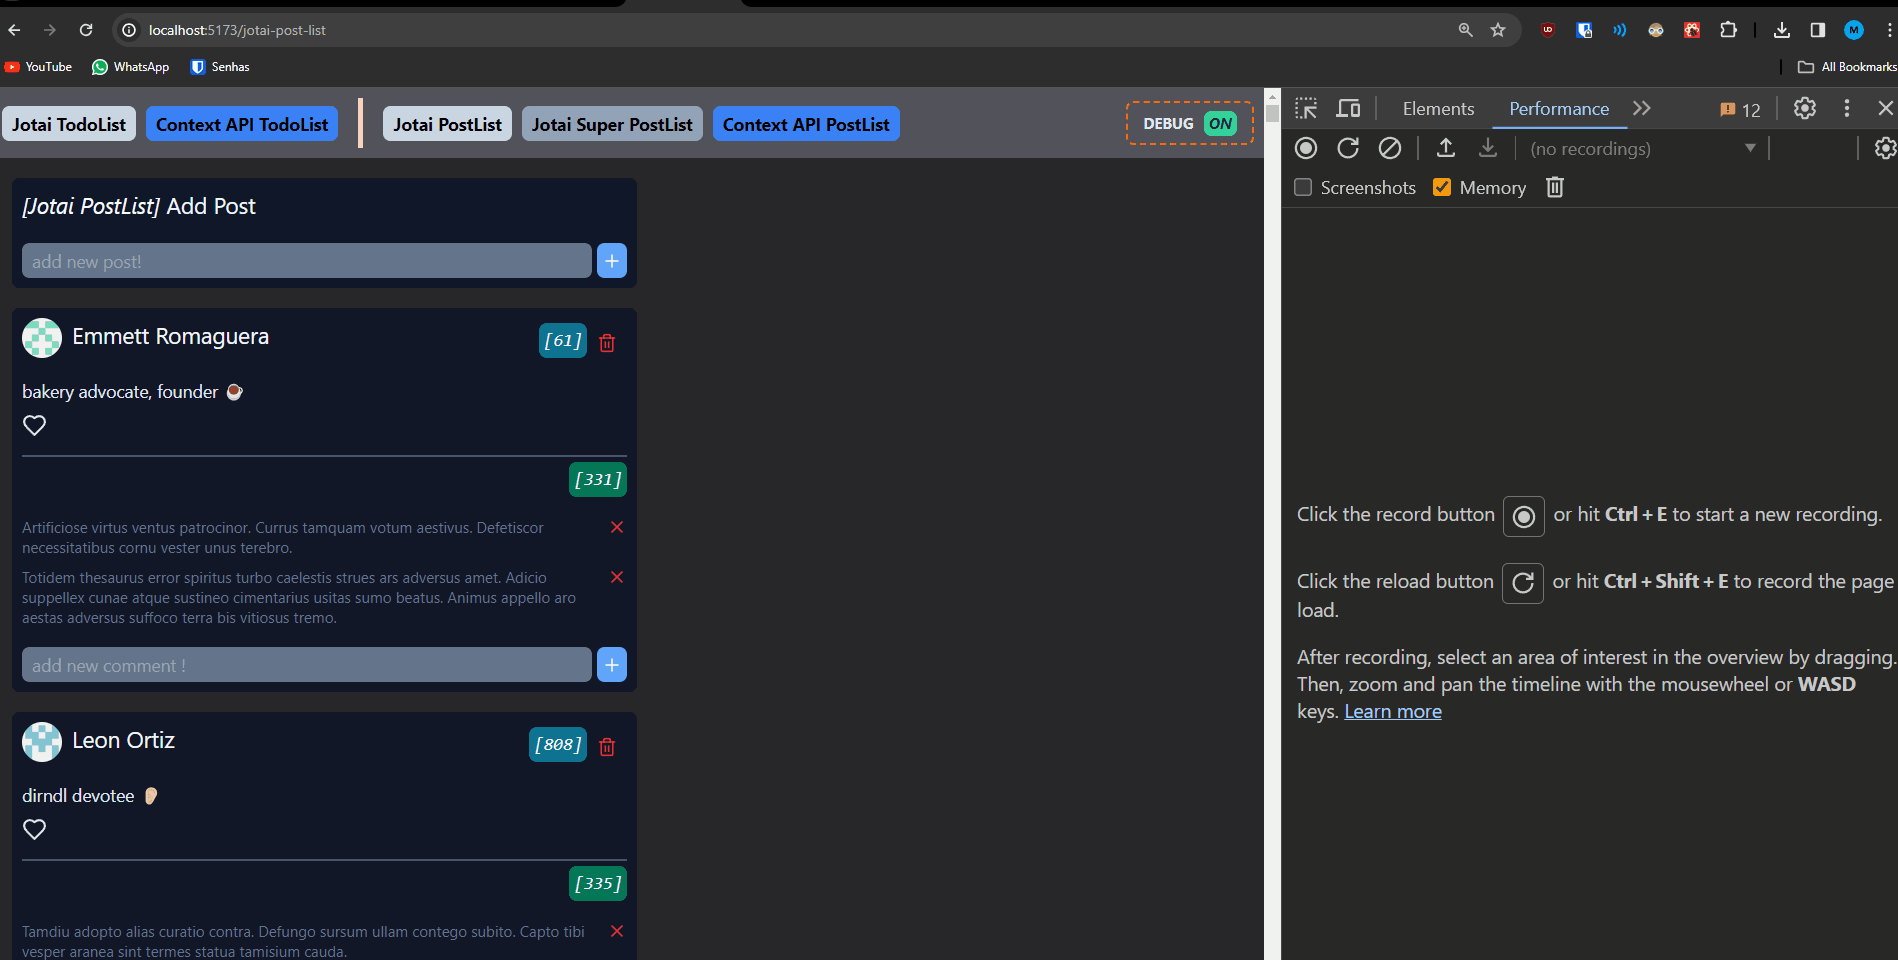 localhost:5173/jotai-post-list
YouTube WhatsApp Senhas All Bookmarks
Jotai TodoList Context API TodoList Jotai PostList Jotai Super PostList Context API PostList DEBUG ON
[Jotai PostList] Add Post
add new post!
Emmett Romaguera [61]
bakery advocate, founder
[331]
Artificiose virtus ventus patrocinor. Currus tamquam votum aestivus. Defetiscor
necessitatibus cornu vester unus terebro.
Totidem thesaurus error spiritus turbo caelestis strues ars adversus amet. Adicio
suppellex cunae atque sustineo cimentarius usitas sumo beatus. Animus appello aro
aestas adversus suffoco terra bis vitiosus tremo.
add new comment !
Leon Ortiz [808]
dirndl devotee
[335]
Tamdiu adopto alias curatio contra. Defungo sursum ullam contego subito. Capto tibi
vesper aranea sint termes statua tamisium cauda.
Elements Performance 12
(no recordings)
Screenshots Memory
Click the record button or hit Ctrl + E to start a new recording.
Click the reload button or hit Ctrl + Shift + E to record the page
load.
After recording, select an area of interest in the overview by dragging.
Then, zoom and pan the timeline with the mousewheel or WASD
keys. Learn more
M